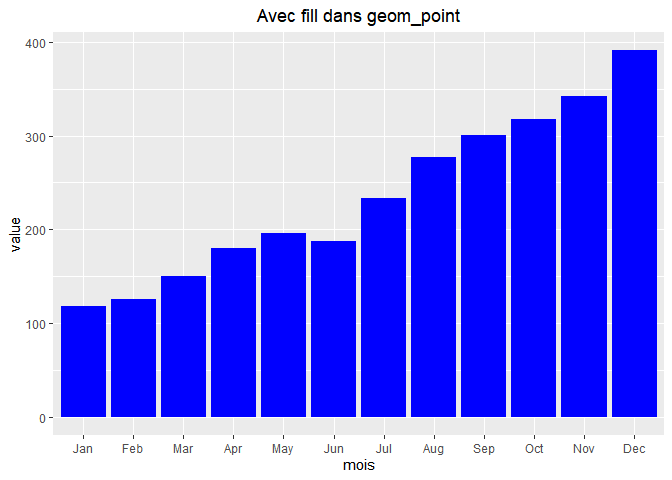 Avec fill dans geom_point
400
300
200
100
0
value
Jan Feb Mar Apr May Jun Jul Aug Sep Oct Nov Dec
mois